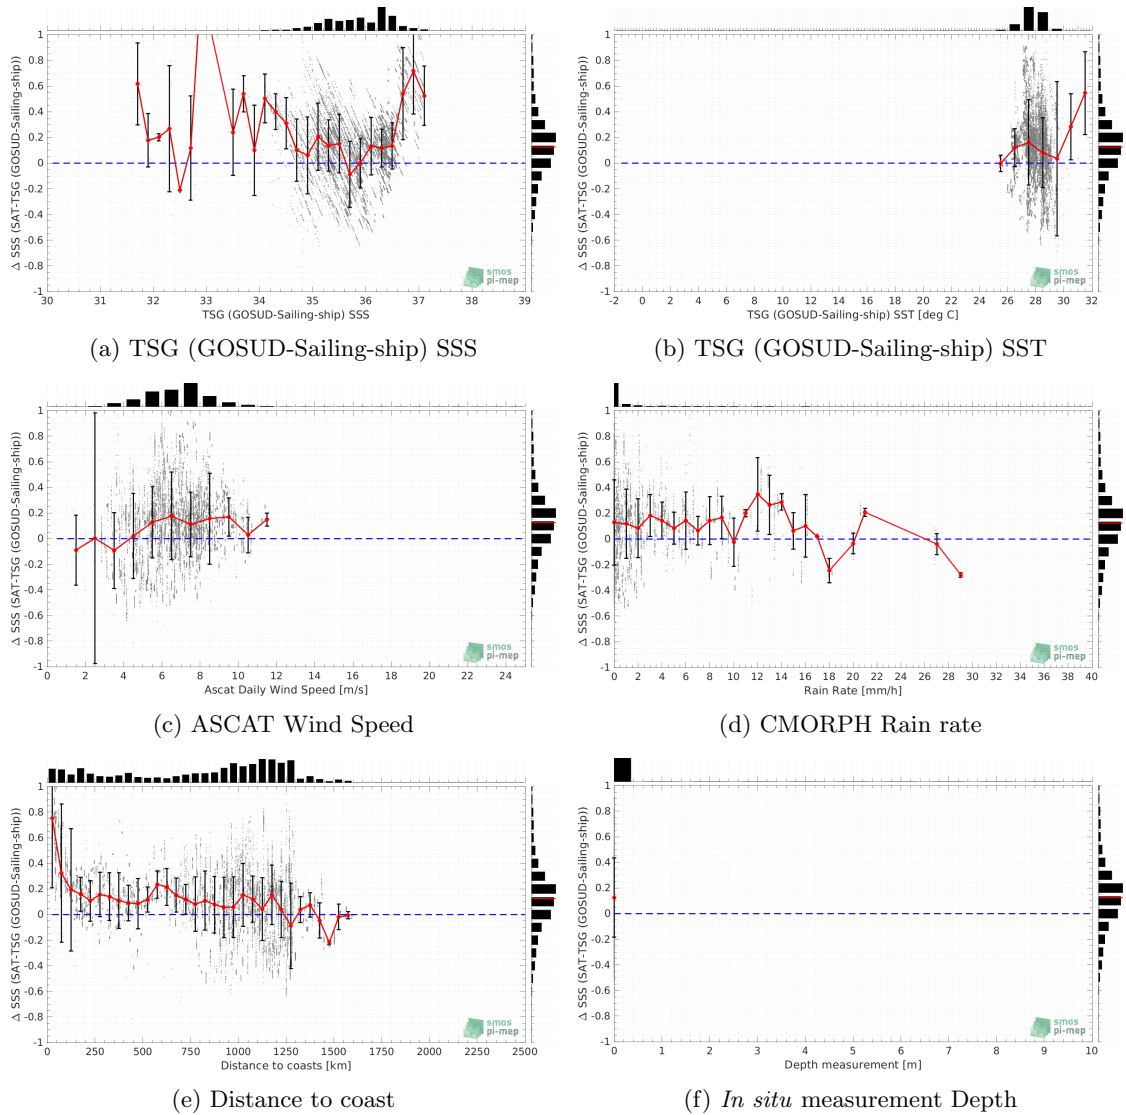 Δ SSS (SAT-TSG (GOSUD-Sailing-ship))
1
0.8
0.6
0.4
0.2
0
-0.2
-0.4
-0.6
-0.8
-1
30 31 32 33 34 35 36 37 38 39
TSG (GOSUD-Sailing-ship) SSS
smos
pi-mep
(a) TSG (GOSUD-Sailing-ship) SSS
Δ SSS (SAT-TSG (GOSUD-Sailing-ship))
1
0.8
0.6
0.4
0.2
0
-0.2
-0.4
-0.6
-0.8
-1
-2 0 2 4 6 8 10 12 14 16 18 20 22 24 26 28 30 32
TSG (GOSUD-Sailing-ship) SST [deg C]
smos
pi-mep
(b) TSG (GOSUD-Sailing-ship) SST
Δ SSS (SAT-TSG (GOSUD-Sailing-ship))
1
0.8
0.6
0.4
0.2
0
-0.2
-0.4
-0.6
-0.8
-1
0 2 4 6 8 10 12 14 16 18 20 22 24
Ascat Daily Wind Speed [m/s]
smos
pi-mep
(c) ASCAT Wind Speed
Δ SSS (SAT-TSG (GOSUD-Sailing-ship))
1
0.8
0.6
0.4
0.2
0
-0.2
-0.4
-0.6
-0.8
-1
0 2 4 6 8 10 12 14 16 18 20 22 24 26 28 30 32 34 36 38 40
Rain Rate [mm/h]
smos
pi-mep
(d) CMORPH Rain rate
Δ SSS (SAT-TSG (GOSUD-Sailing-ship))
1
0.8
0.6
0.4
0.2
0
-0.2
-0.4
-0.6
-0.8
-1
0 250 500 750 1000 1250 1500 1750 2000 2250 2500
Distance to coasts [km]
smos
pi-mep
(e) Distance to coast
Δ SSS (SAT-TSG (GOSUD-Sailing-ship))
1
0.8
0.6
0.4
0.2
0
-0.2
-0.4
-0.6
-0.8
-1
0 1 2 3 4 5 6 7 8 9 10
Depth measurement [m]
smos
pi-mep
(f) In situ measurement Depth